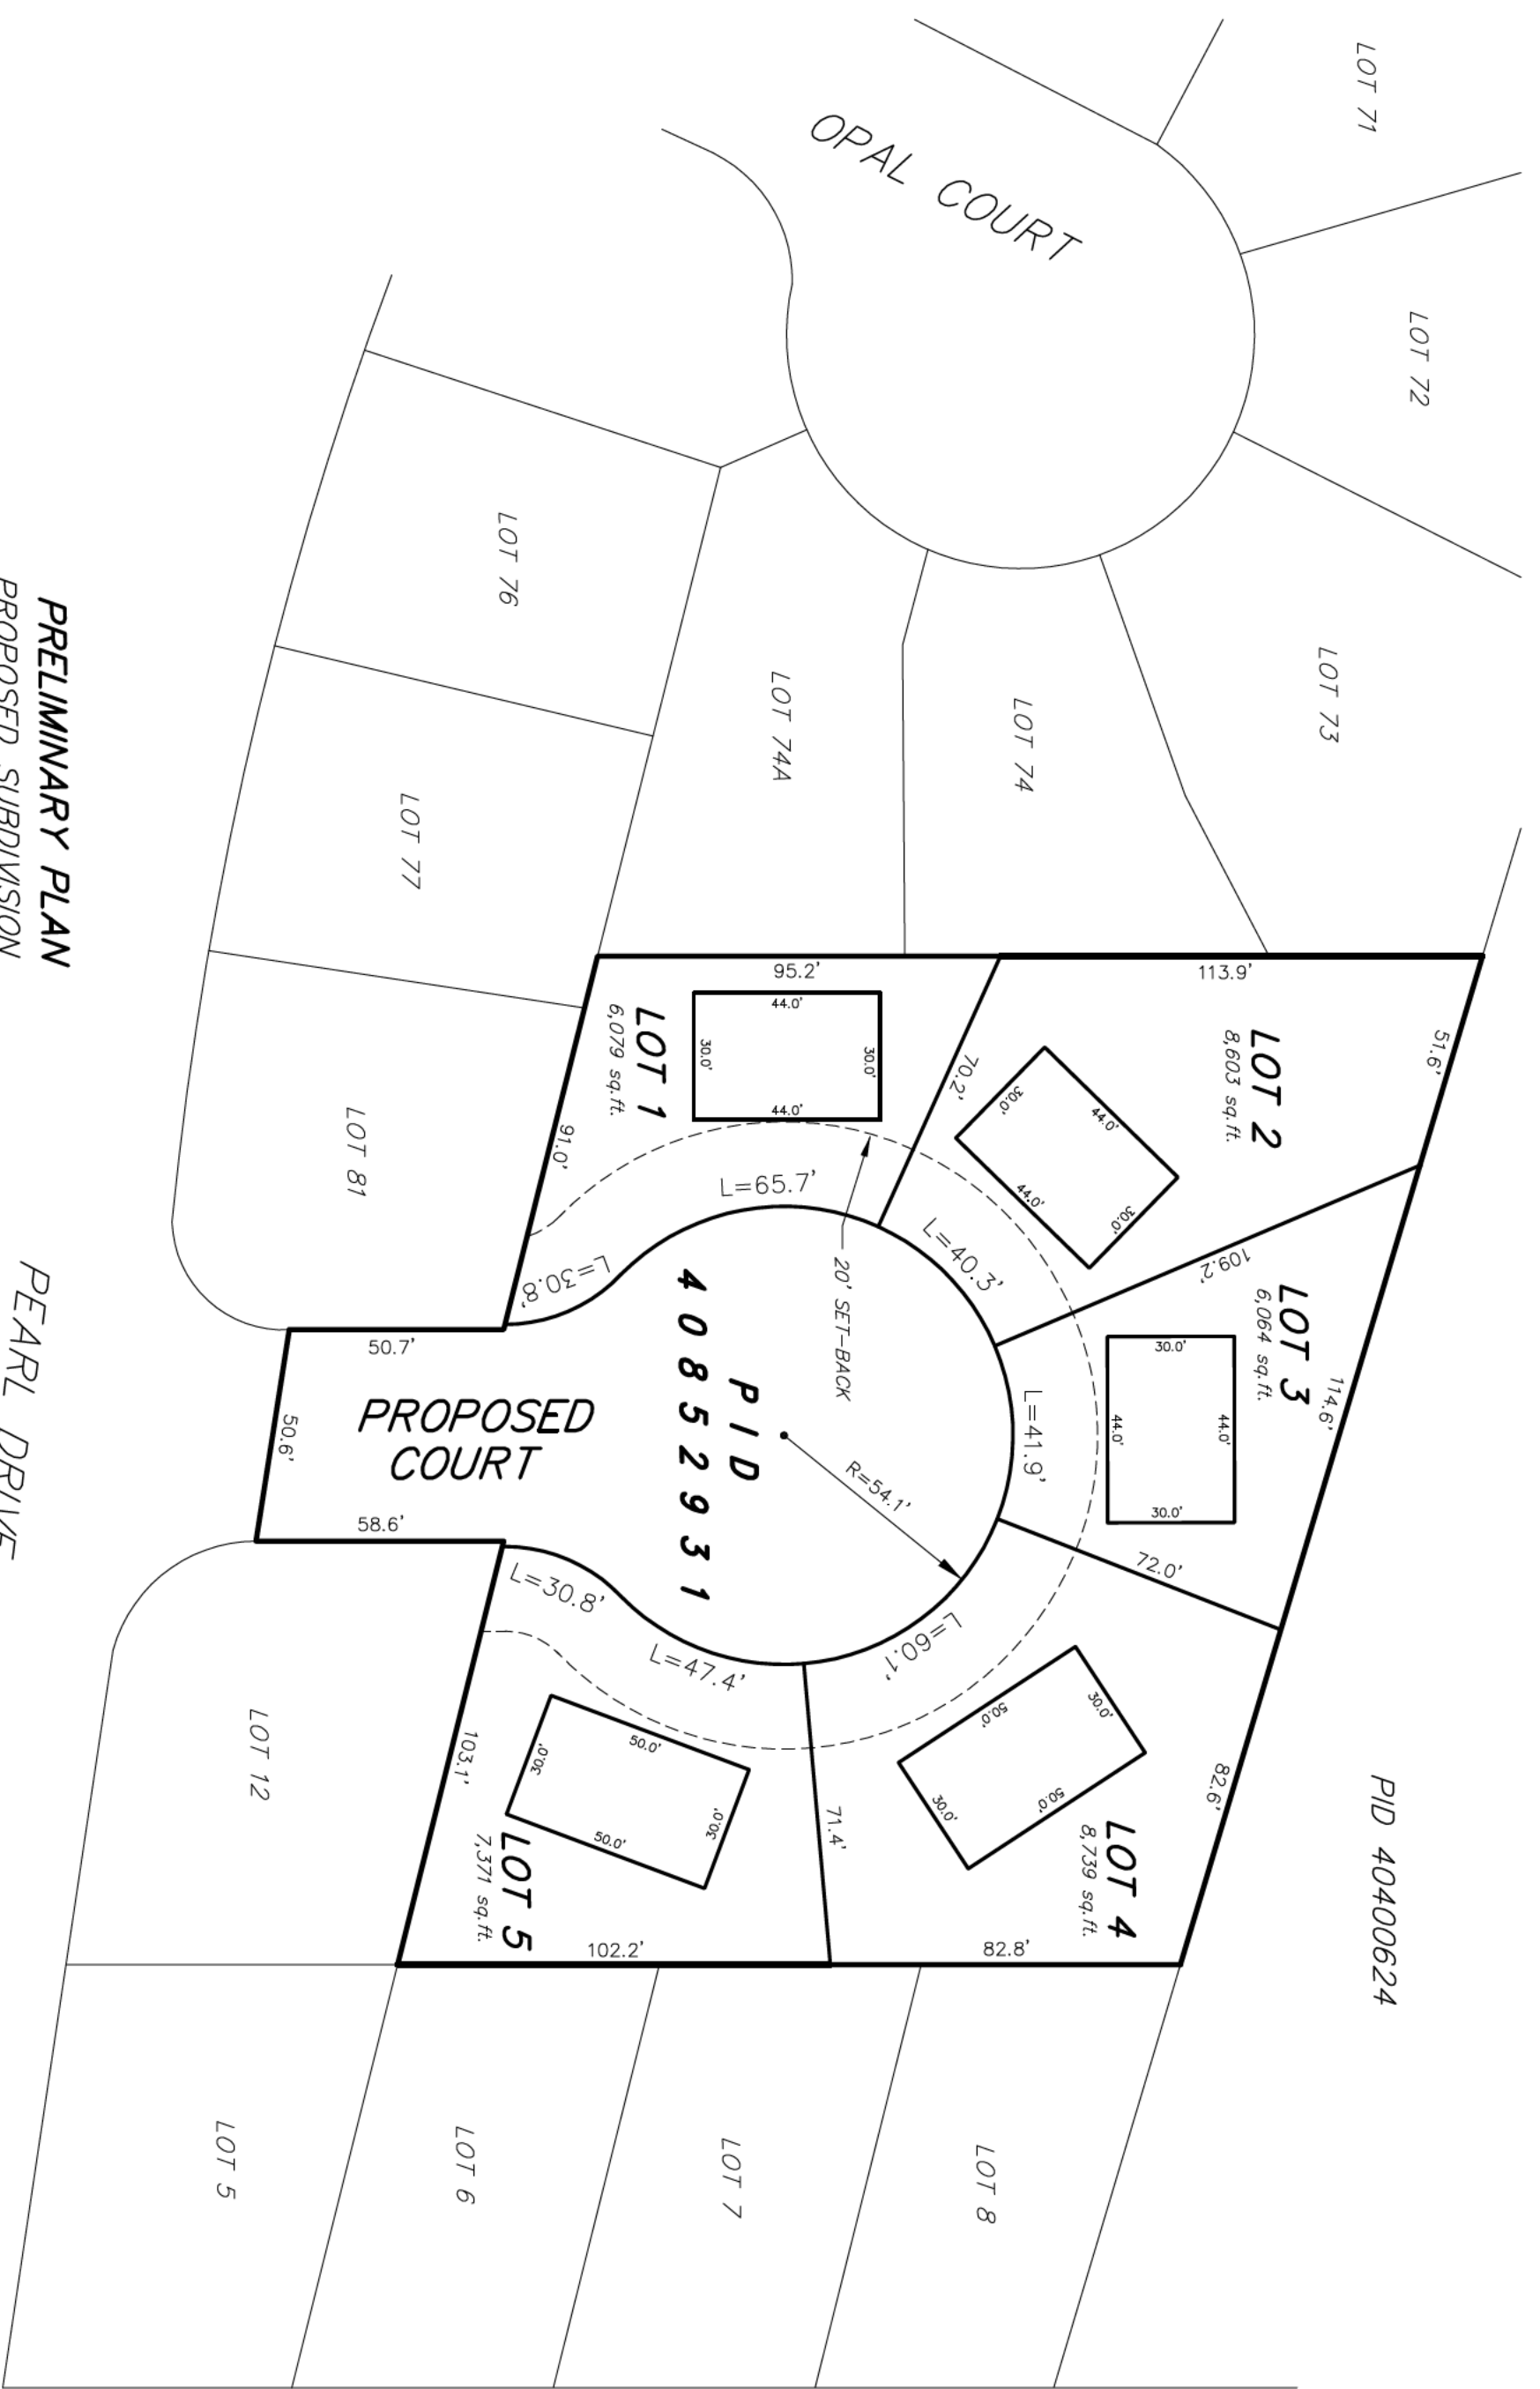 LOT 71
OPAL COURT
LOT 72
LOT 73
LOT 74
LOT 74A
LOT 76
LOT 77
LOT 81
95.2'
44.0'
30.0'
30.0'
44.0'
LOT 1
6,079 sq.ft.
91.0'
70.2'
L=65.7'
L=30.8'
20' SET-BACK
113.9'
51.6'
LOT 2
8,603 sq.ft.
30.0'
44.0'
44.0'
30.0'
L=40.3'
109.2'
LOT 3
6,064 sq.ft.
114.6'
30.0'
44.0'
44.0'
30.0'
L=41.9'
72.0'
PID
40852931
R=54.1'
50.7'
PROPOSED
COURT
50.6'
58.6'
L=30.8'
L=47.4'
L=60.1'
30.0'
50.0'
50.0'
30.0'
LOT 4
8,739 sq.ft.
82.6'
82.8'
71.4'
50.0'
30.0'
30.0'
50.0'
LOT 5
7,371 sq.ft.
103.1'
102.2'
PID 40400624
LOT 12
LOT 5
LOT 6
LOT 7
LOT 8
PEARL DRIVE
PRELIMINARY PLAN
PROPOSED SUBDIVISION